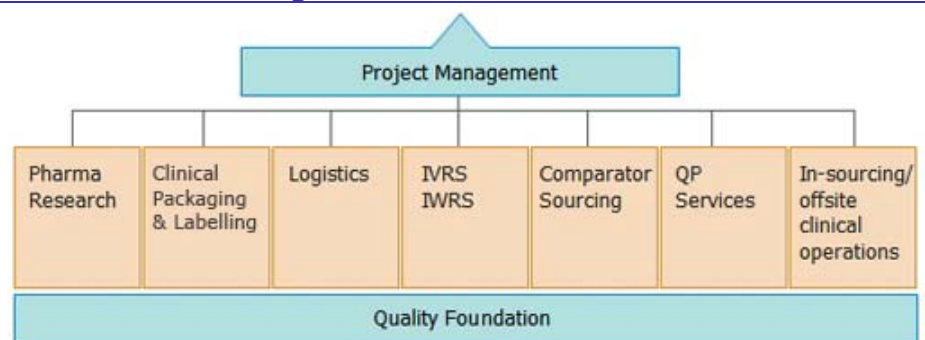 Project Management
Pharma
Research
Clinical
Packaging
& Labelling
Logistics
IVRS
IWRS
Comparator
Sourcing
QP
Services
In-sourcing/
offsite
clinical
operations
Quality Foundation